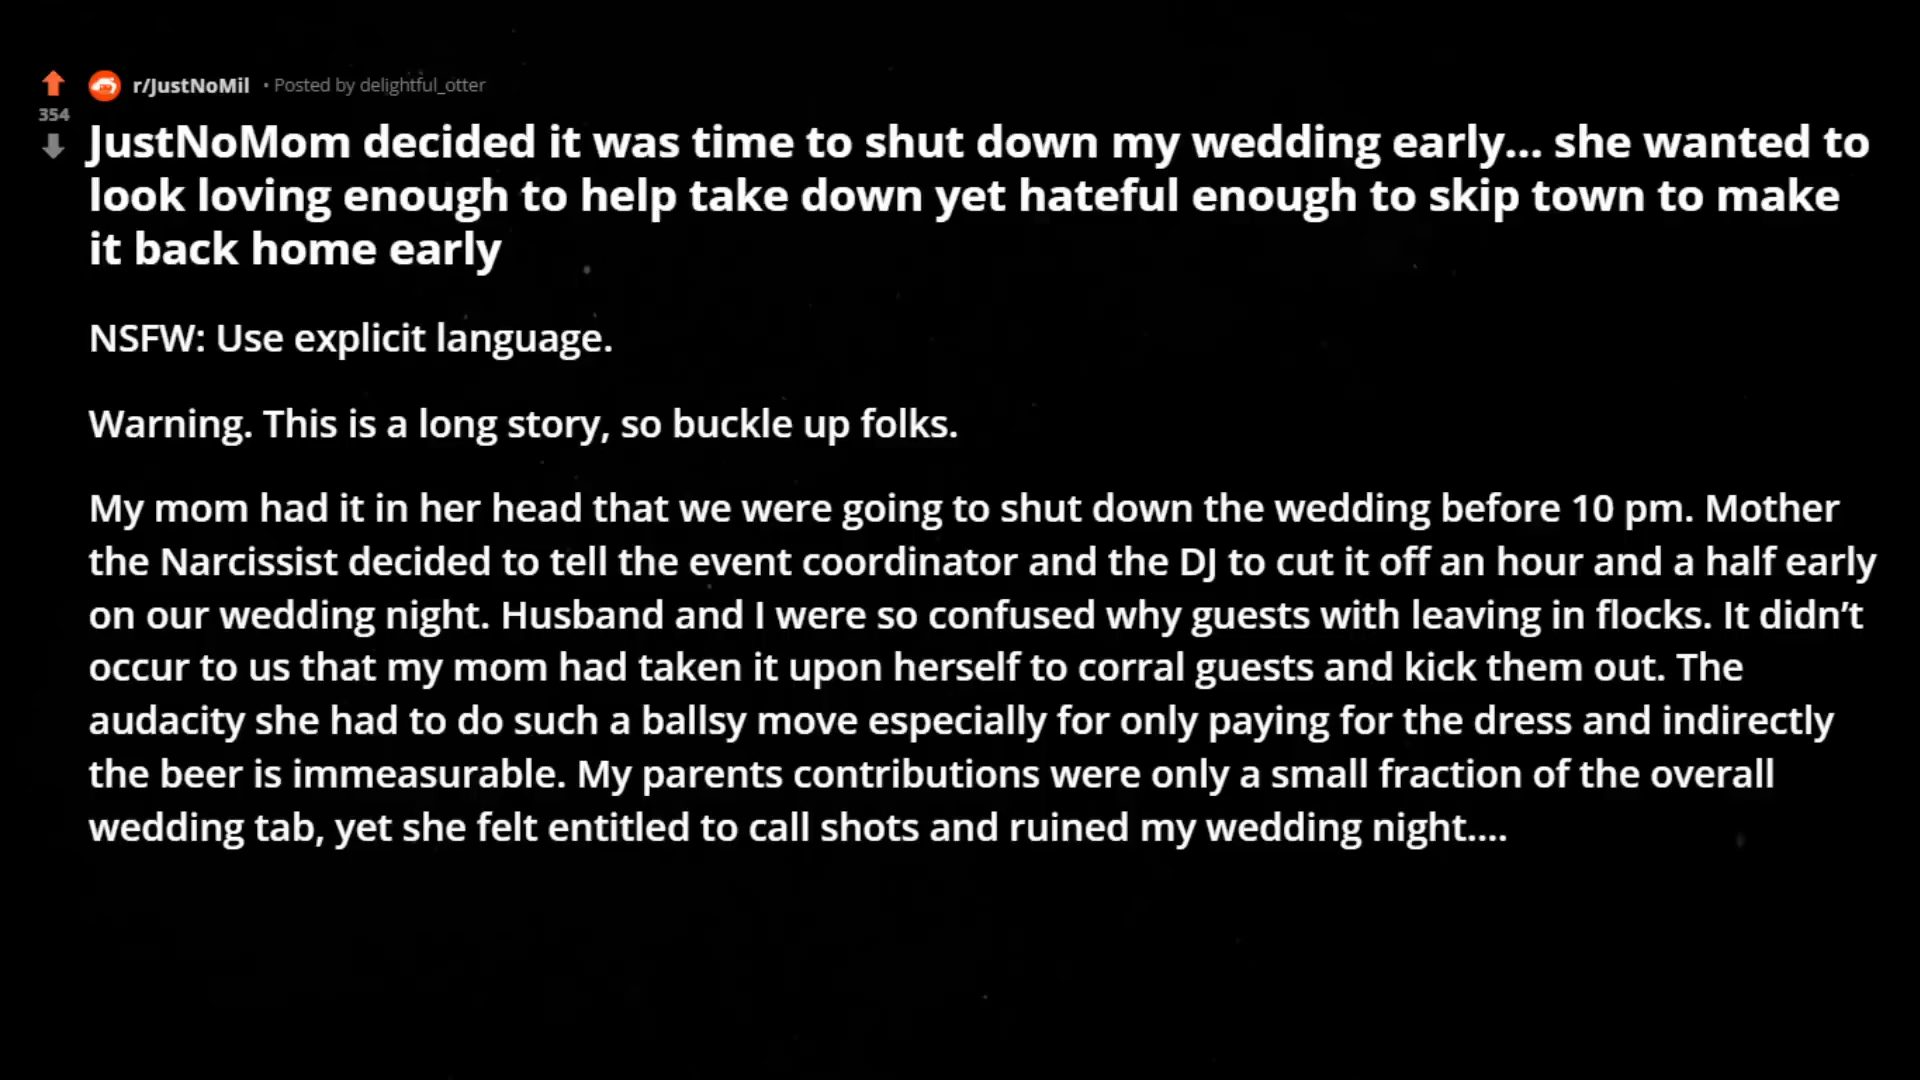 r/JustNoMil • Posted by delightful_otter
354
JustNoMom decided it was time to shut down my wedding early... she wanted to
look loving enough to help take down yet hateful enough to skip town to make
it back home early
NSFW: Use explicit language.
Warning. This is a long story, so buckle up folks.
My mom had it in her head that we were going to shut down the wedding before 10 pm. Mother
the Narcissist decided to tell the event coordinator and the DJ to cut it off an hour and a half early
on our wedding night. Husband and I were so confused why guests with leaving in flocks. It didn’t
occur to us that my mom had taken it upon herself to corral guests and kick them out. The
audacity she had to do such a ballsy move especially for only paying for the dress and indirectly
the beer is immeasurable. My parents contributions were only a small fraction of the overall
wedding tab, yet she felt entitled to call shots and ruined my wedding night....